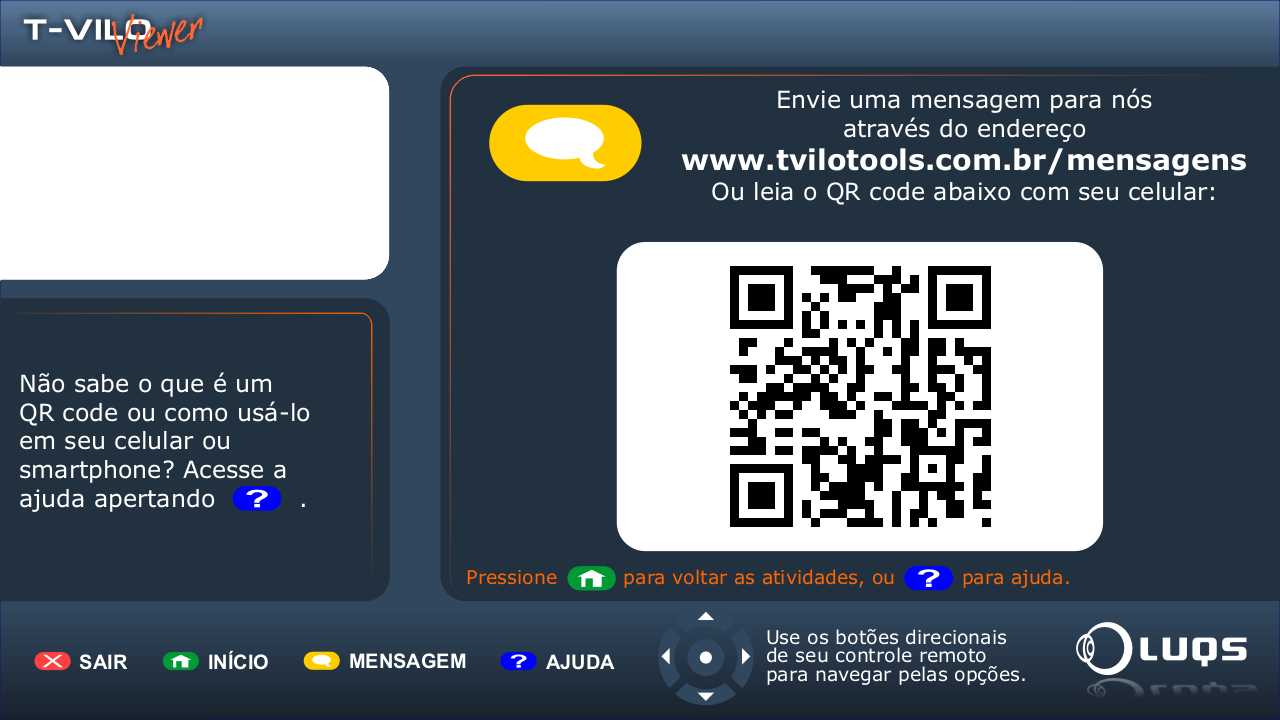 T-VILO Viewer
Envie uma mensagem para nós
através do endereço
www.tvilotools.com.br/mensagens
Ou leia o QR code abaixo com seu celular:
Não sabe o que é um
QR code ou como usá-lo
em seu celular ou
smartphone? Acesse a
ajuda apertando ? .
Pressione para voltar as atividades, ou ? para ajuda.
SAIR INÍCIO MENSAGEM ? AJUDA
Use os botões direcionais
de seu controle remoto
para navegar pelas opções.
LUQS